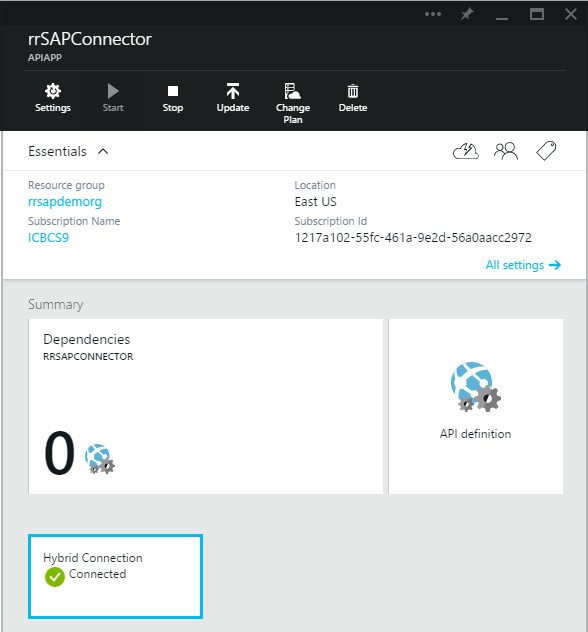 rrSAPConnector
APIAPP
Settings
Start
Stop
Update
Change
Plan
Delete
Essentials
Resource group
rrsapdemorg
Location
East US
Subscription Name
ICBCS9
Subscription Id
1217a102-55fc-461a-9e2d-56a0aacc2972
All settings
Summary
Dependencies
RRSAPCONNECTOR
0
API definition
Hybrid Connection
Connected